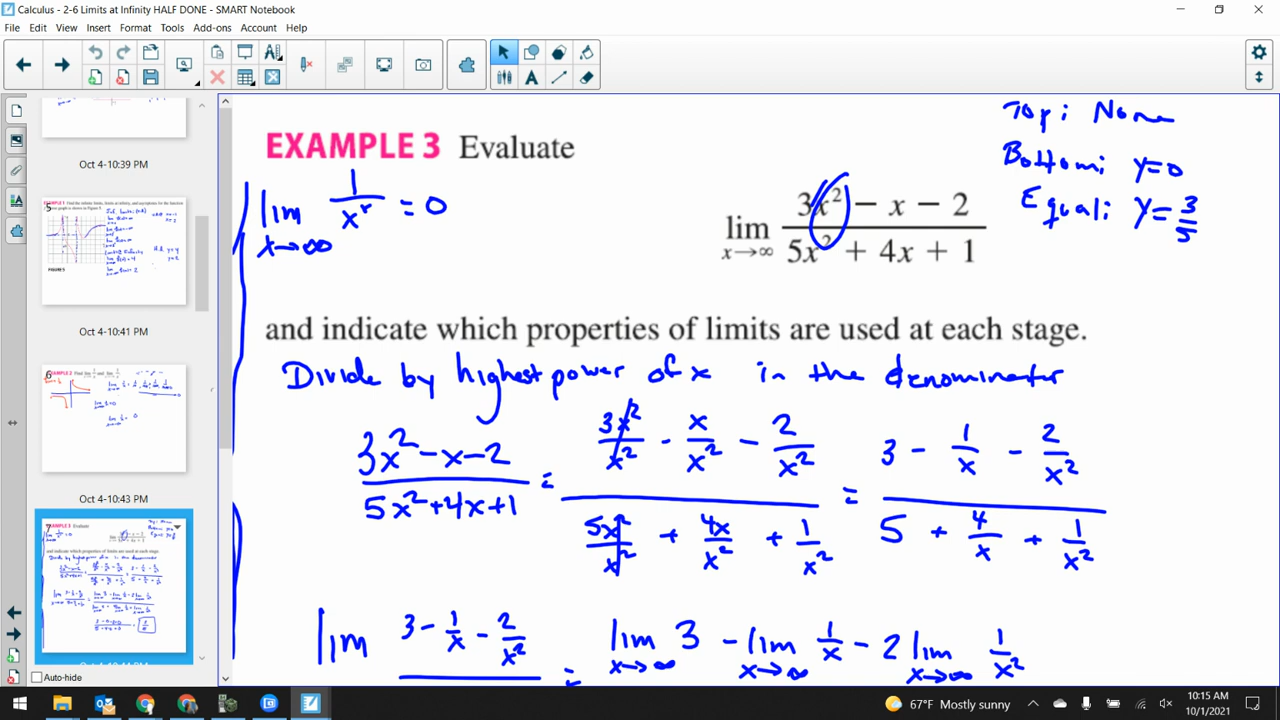 Calculus - 2-6 Limits at Infinity HALF DONE - SMART Notebook
File Edit View Insert Format Tools Add-ons Account Help
Oct 4-10:39 PM
Oct 4-10:41 PM
Oct 4-10:43 PM
Auto-hide
Top: None
Bottom: y=0
Equal: y=3/5
EXAMPLE 3 Evaluate
lim x→∞ 1/x^r = 0
lim x→∞ (3x² − x − 2)/(5x² + 4x + 1)
and indicate which properties of limits are used at each stage.
Divide by highest power of x in the denominator
(3x²-x-2)/(5x²+4x+1) = (3x²/x² - x/x² - 2/x²)/(5x²/x² + 4x/x² + 1/x²) = (3 - 1/x - 2/x²)/(5 + 4/x + 1/x²)
lim 3 - 1/x - 2/x² = lim x→∞ 3 - lim x→∞ 1/x - 2 lim x→∞ 1/x²
67°F Mostly sunny
10:15 AM
10/1/2021